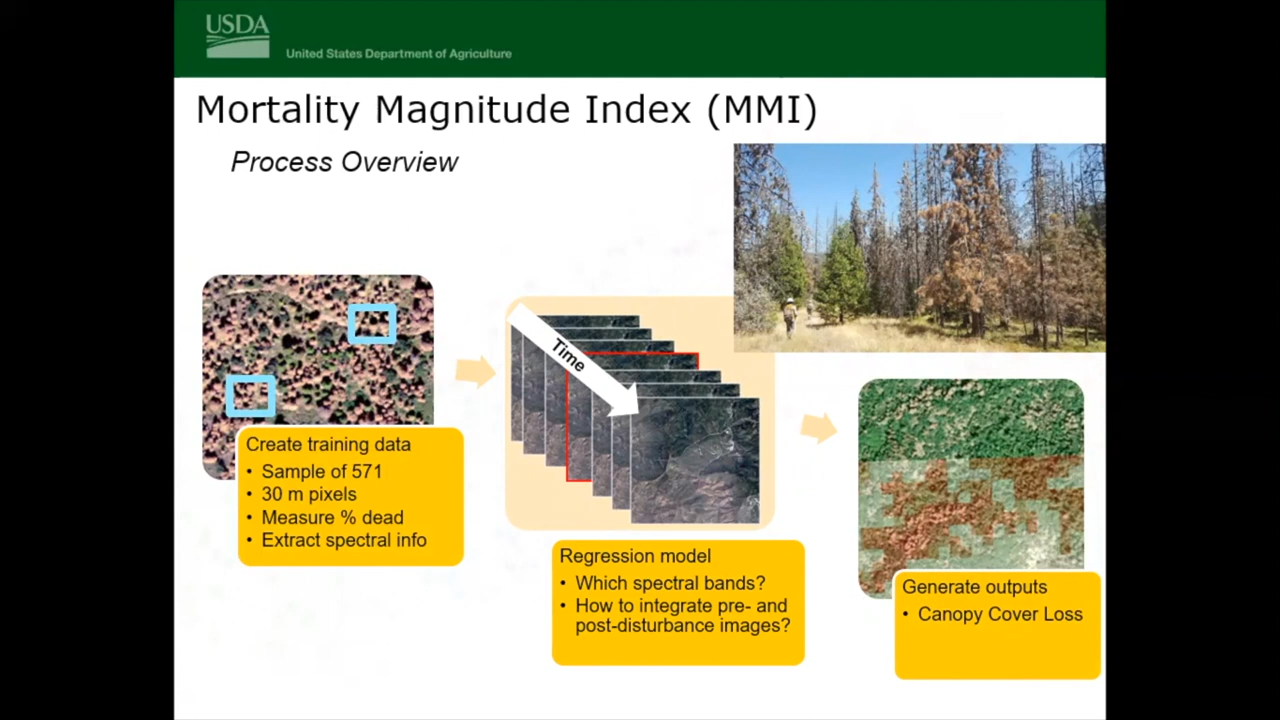 USDA
United States Department of Agriculture
Mortality Magnitude Index (MMI)
Process Overview
Time
Create training data
• Sample of 571
• 30 m pixels
• Measure % dead
• Extract spectral info
Regression model
• Which spectral bands?
• How to integrate pre- and
post-disturbance images?
Generate outputs
• Canopy Cover Loss